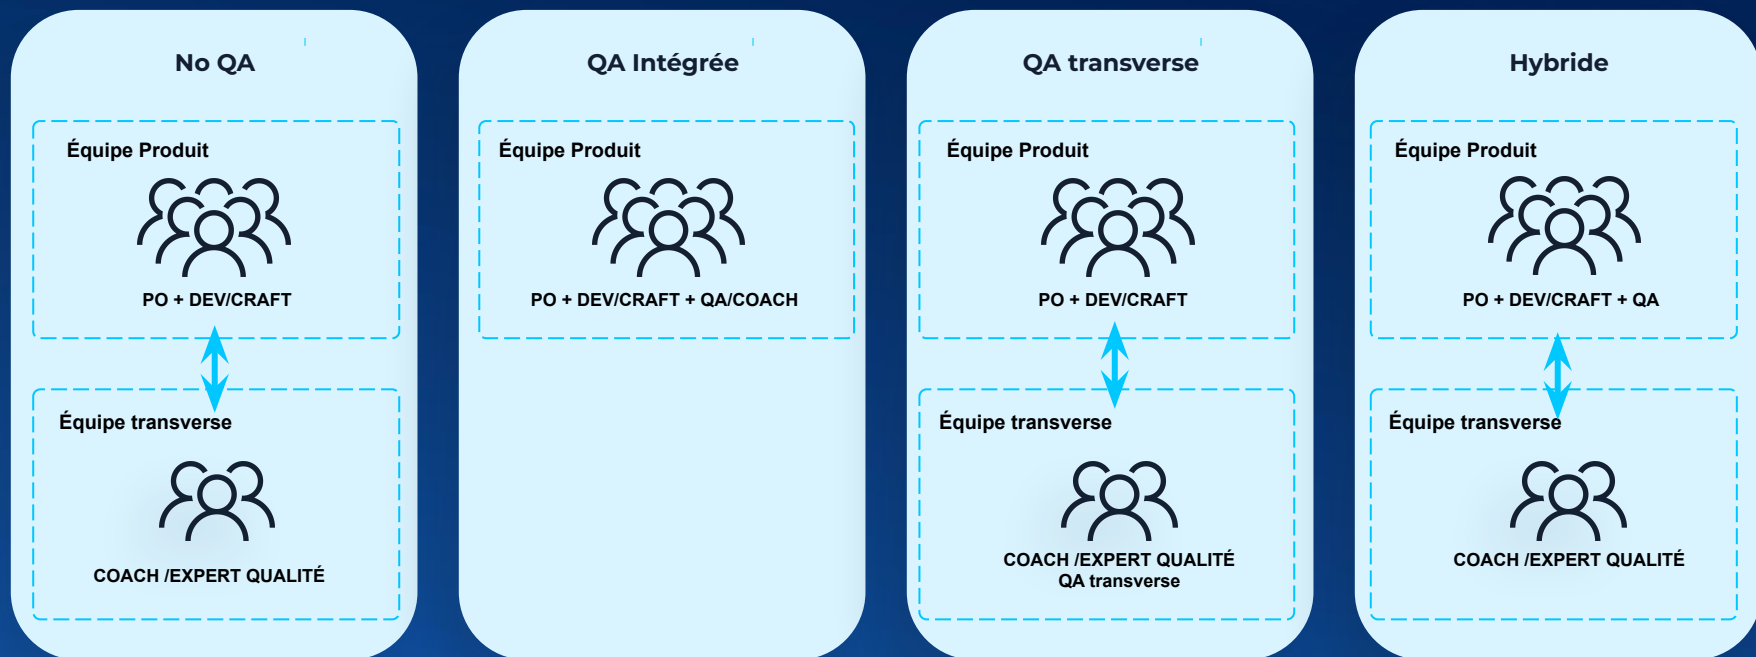 No QA
Équipe Produit
PO + DEV/CRAFT
Équipe transverse
COACH /EXPERT QUALITÉ
QA Intégrée
Équipe Produit
PO + DEV/CRAFT + QA/COACH
QA transverse
Équipe Produit
PO + DEV/CRAFT
Équipe transverse
COACH /EXPERT QUALITÉ
QA transverse
Hybride
Équipe Produit
PO + DEV/CRAFT + QA
Équipe transverse
COACH /EXPERT QUALITÉ